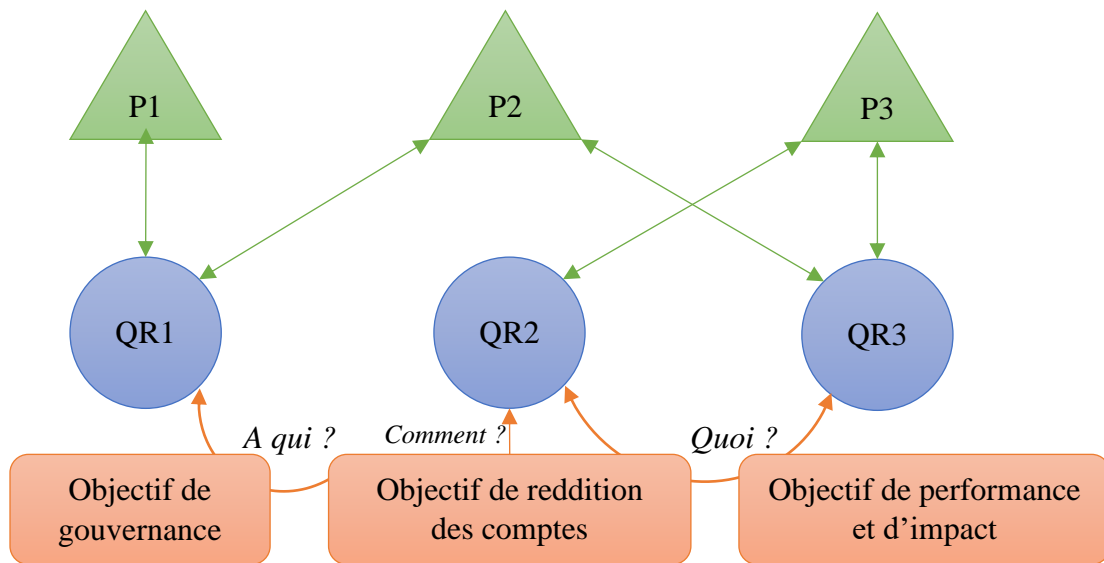 P1
P2
P3
QR1
QR2
QR3
A qui ?
Comment ?
Quoi ?
Objectif de
gouvernance
Objectif de reddition
des comptes
Objectif de performance
et d’impact